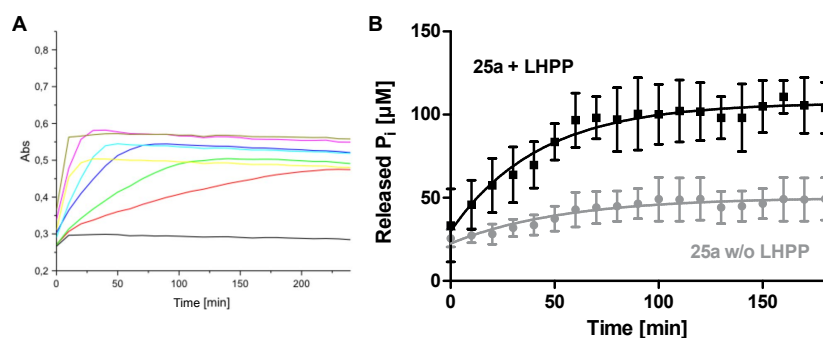 A
Abs
0,8
0,7
0,6
0,5
0,4
0,3
0,2
0
50
100
150
200
Time [min]
B
Released Pi [µM]
150
100
50
0
25a + LHPP
25a w/o LHPP
0
50
100
150
Time [min]